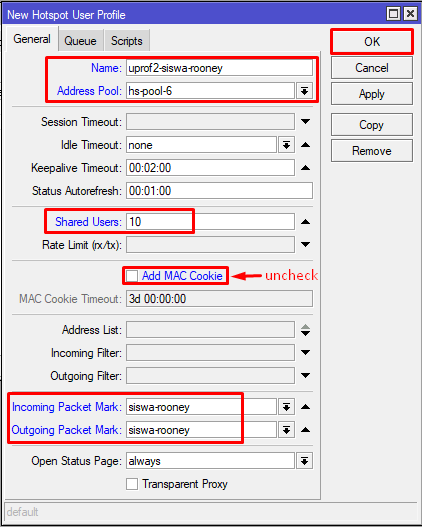 New Hotspot User Profile
General Queue Scripts
Name: uprof2-siswa-rooney
Address Pool: hs-pool-6
Session Timeout:
Idle Timeout: none
Keepalive Timeout: 00:02:00
Status Autorefresh: 00:01:00
Shared Users: 10
Rate Limit (rx/tx):
Add MAC Cookie uncheck
MAC Cookie Timeout: 3d 00:00:00
Address List:
Incoming Filter:
Outgoing Filter:
Incoming Packet Mark: siswa-rooney
Outgoing Packet Mark: siswa-rooney
Open Status Page: always
Transparent Proxy
OK
Cancel
Apply
Copy
Remove
default